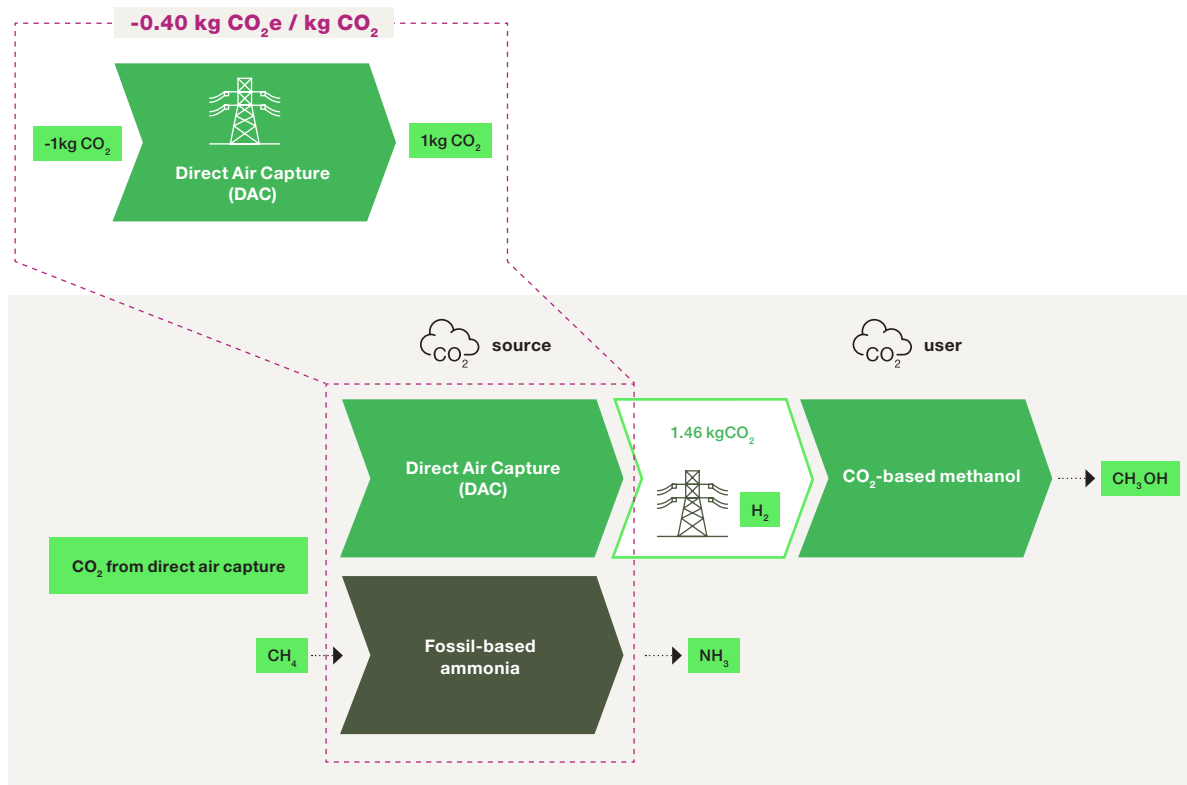 -0.40 kg CO₂e / kg CO₂
-1kg CO₂
Direct Air Capture
(DAC)
1kg CO₂
CO₂
source
CO₂
user
Direct Air Capture
(DAC)
1.46 kgCO₂
H₂
CO₂-based methanol
CH₃OH
CO₂ from direct air capture
CH₄
Fossil-based
ammonia
NH₃